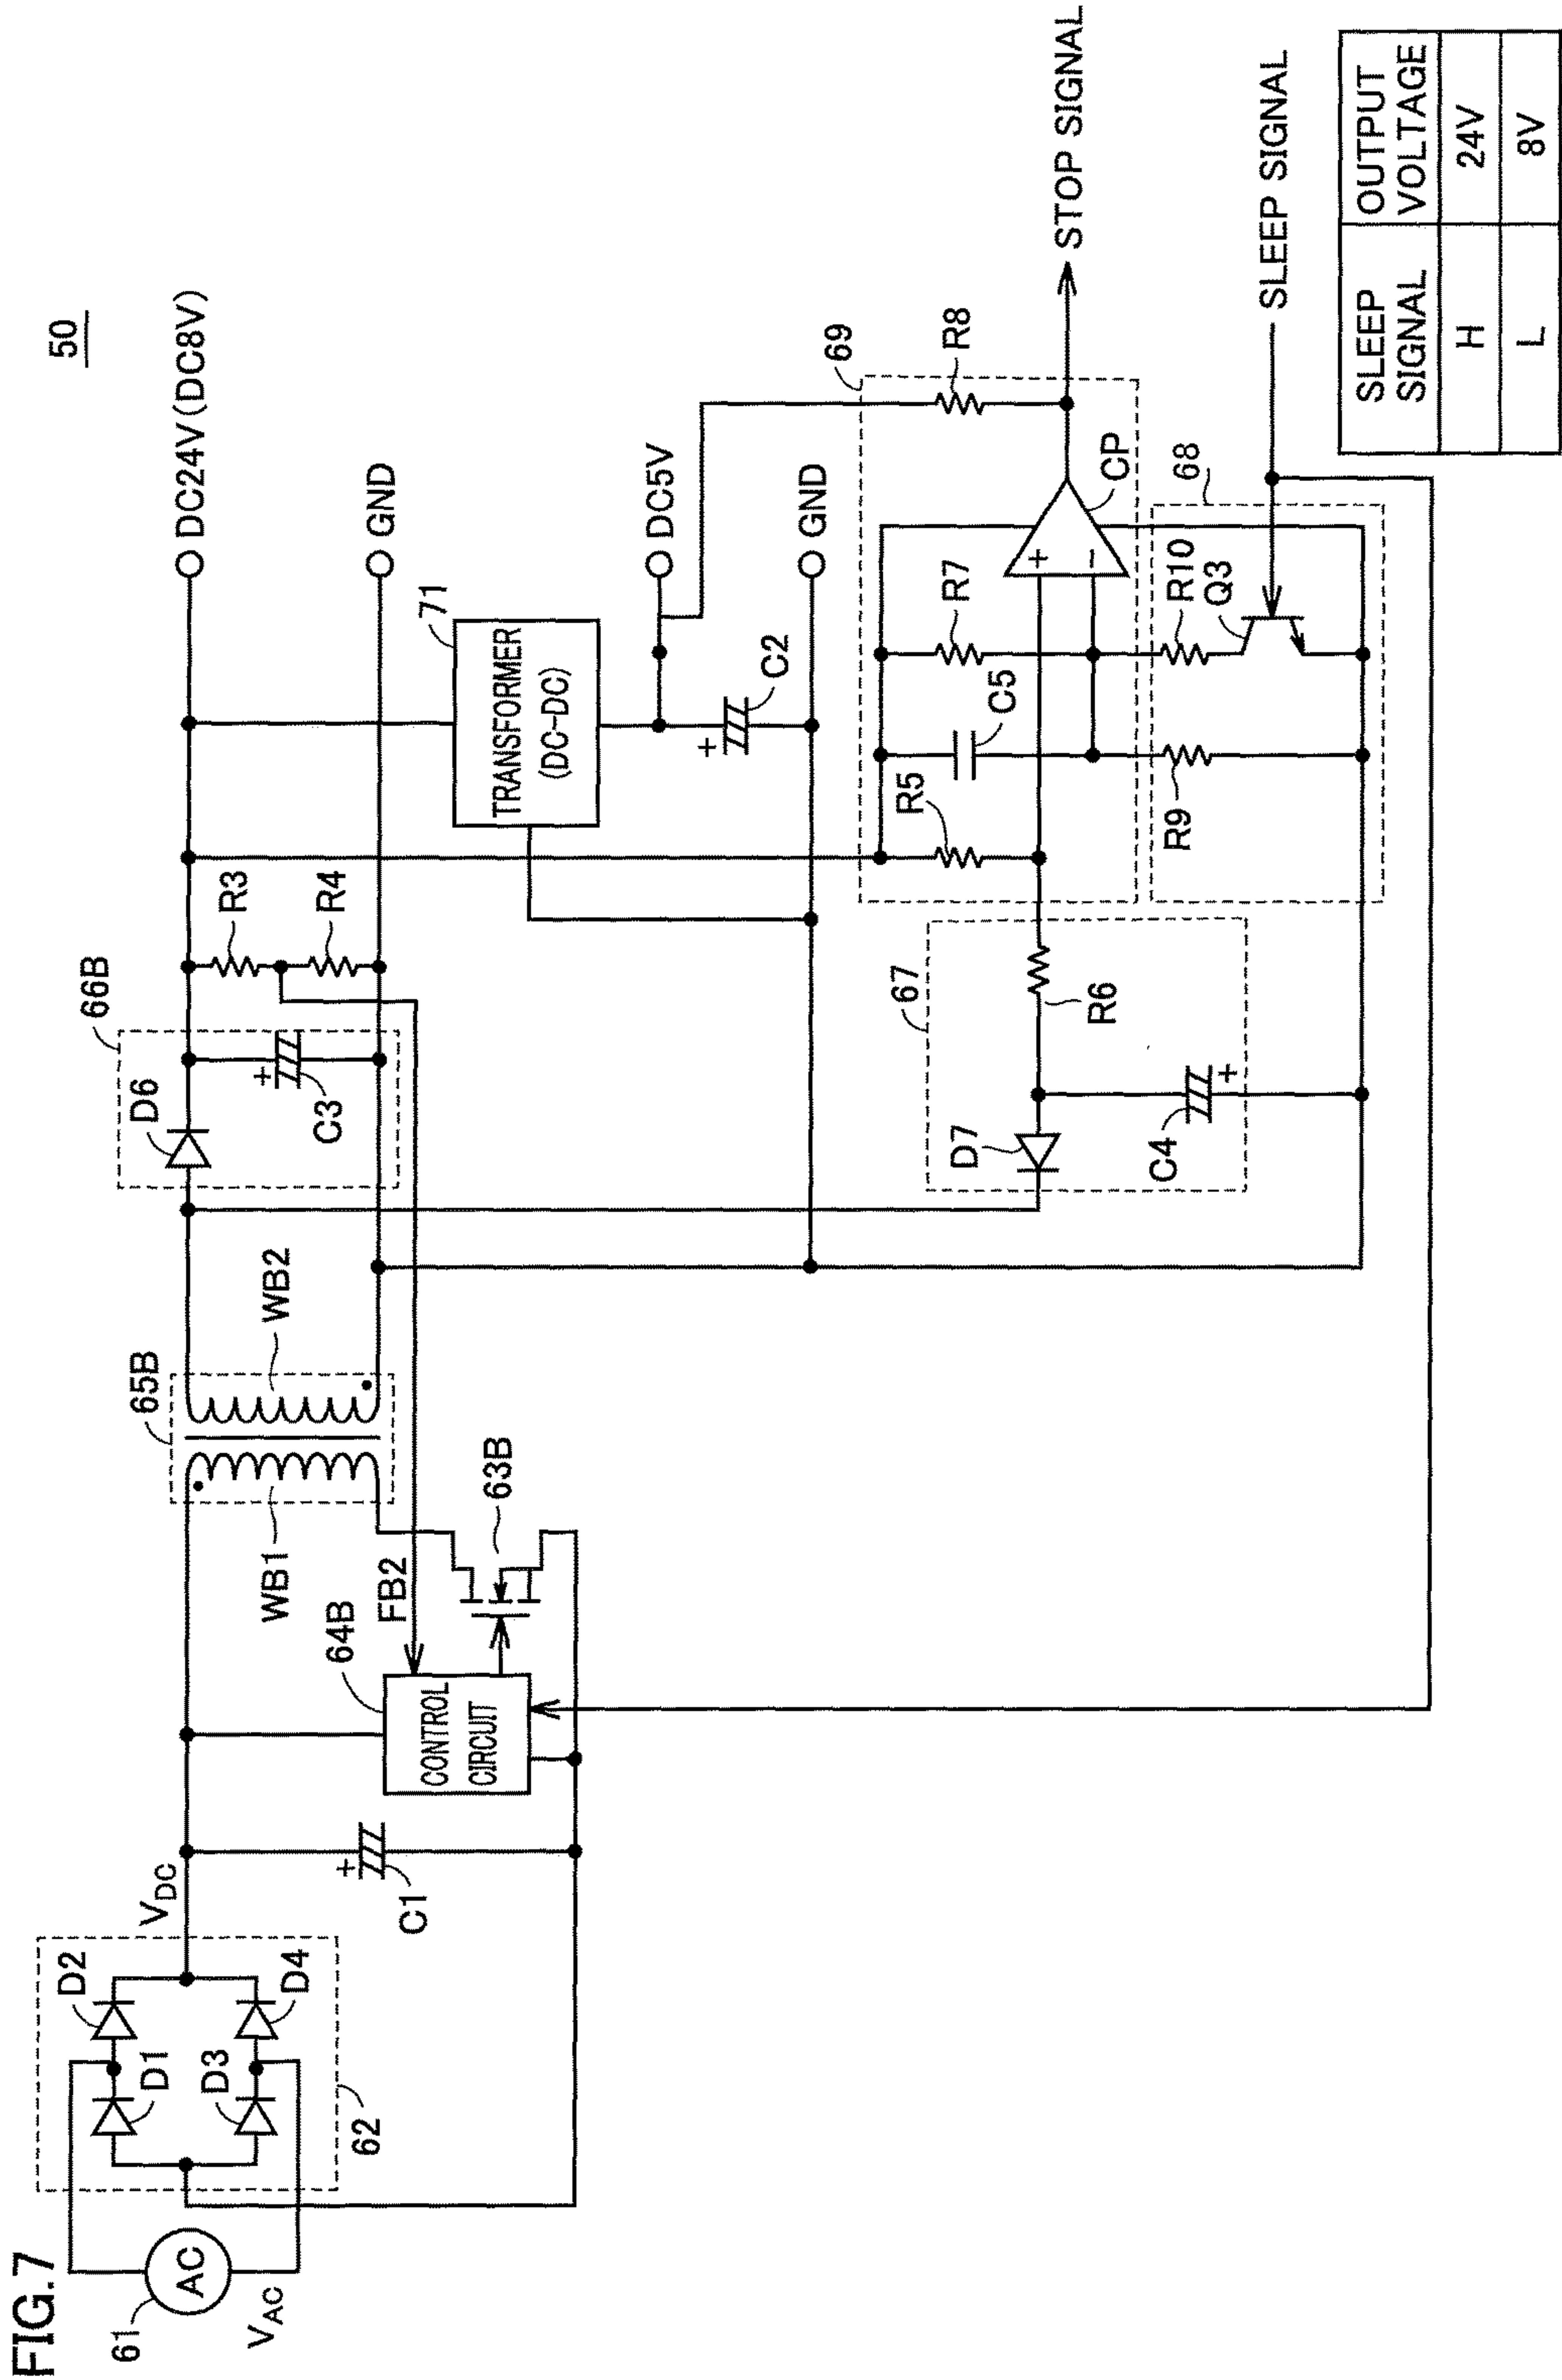 FIG.7
50
61
AC
VAC
62
D1
D2
D3
D4
VDC
C1
+
64B
CONTROL
CIRCUIT
FB2
63B
65B
WB1
WB2
66B
D6
C3
+
R3
R4
DC24V(DC8V)
GND
71
TRANSFORMER
(DC-DC)
DC5V
C2
+
GND
67
D7
C4
+
R6
69
R5
C5
R7
R8
+
−
CP
STOP SIGNAL
68
R9
R10
Q3
SLEEP SIGNAL
SLEEP
SIGNAL
OUTPUT
VOLTAGE
H
24V
L
8V